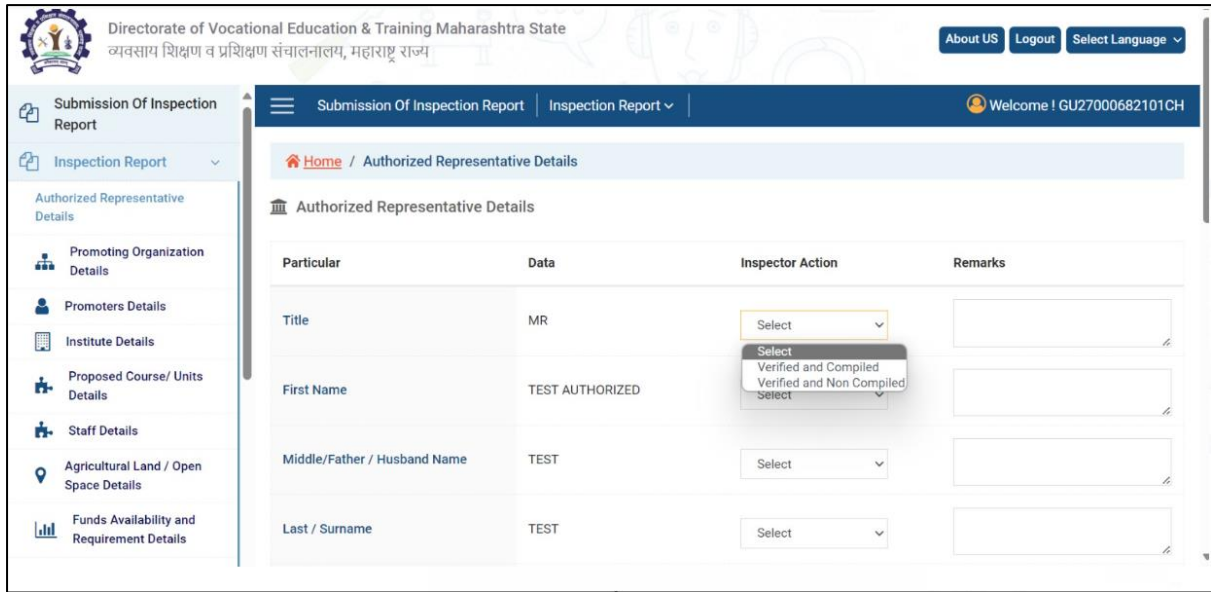 Directorate of Vocational Education & Training Maharashtra State
व्यवसाय शिक्षण व प्रशिक्षण संचालनालय, महाराष्ट्र राज्य
About US
Logout
Select Language
Submission Of Inspection
Report
Inspection Report
Authorized Representative
Details
Promoting Organization
Details
Promoters Details
Institute Details
Proposed Course/ Units
Details
Staff Details
Agricultural Land / Open
Space Details
Funds Availability and
Requirement Details
Submission Of Inspection Report
Inspection Report
Welcome ! GU27000682101CH
Home / Authorized Representative Details
Authorized Representative Details
Particular Data Inspector Action Remarks
Title MR Select
Select
Verified and Compiled
Verified and Non Compiled
First Name TEST AUTHORIZED Select
Middle/Father / Husband Name TEST Select
Last / Surname TEST Select